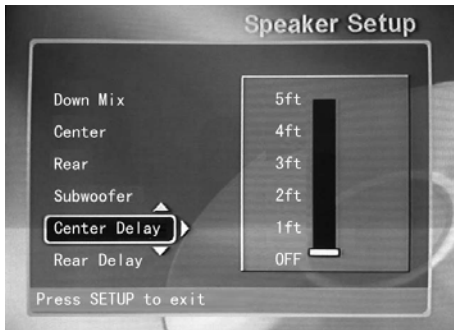 Speaker Setup
Down Mix
Center
Rear
Subwoofer
Center Delay
Rear Delay
5ft
4ft
3ft
2ft
1ft
OFF
Press SETUP to exit